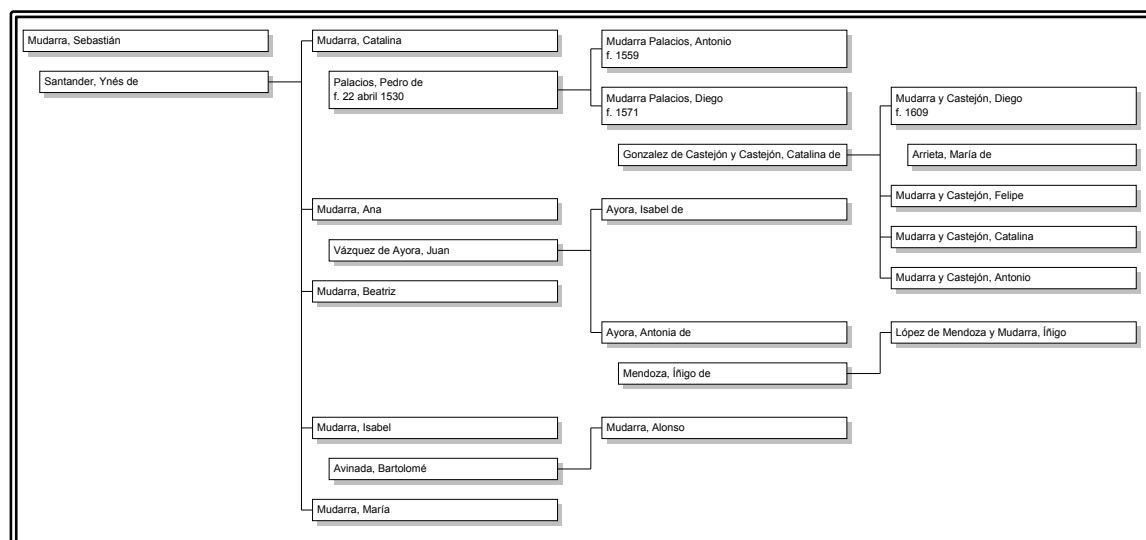 Mudarra, Sebastián
Santander, Ynés de
Mudarra, Catalina
Palacios, Pedro de
f. 22 abril 1530
Mudarra Palacios, Antonio
f. 1559
Mudarra Palacios, Diego
f. 1571
Gonzalez de Castejón y Castejón, Catalina de
Mudarra y Castejón, Diego
f. 1609
Arrieta, María de
Mudarra y Castejón, Felipe
Mudarra y Castejón, Catalina
Mudarra y Castejón, Antonio
Mudarra, Ana
Vázquez de Ayora, Juan
Ayora, Isabel de
Mudarra, Beatriz
Ayora, Antonia de
Mendoza, Íñigo de
López de Mendoza y Mudarra, Íñigo
Mudarra, Isabel
Avinada, Bartolomé
Mudarra, Alonso
Mudarra, María